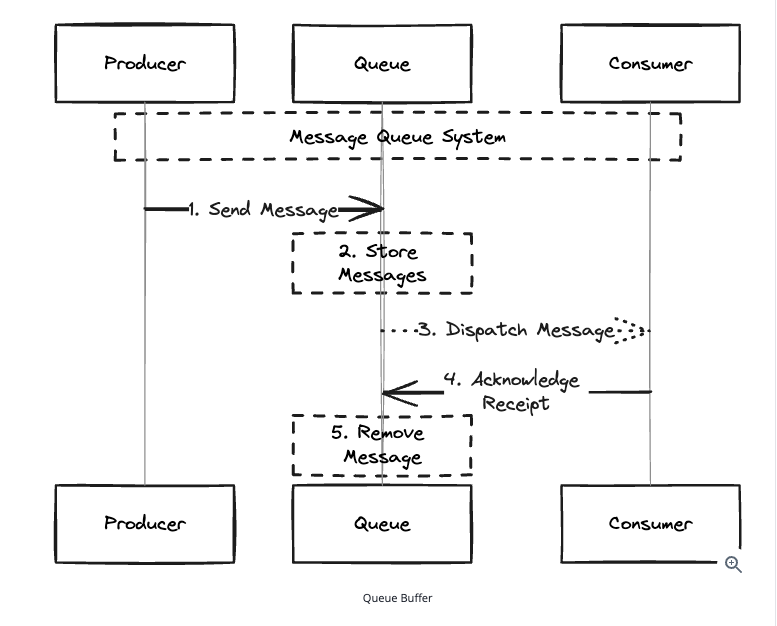 Producer
Queue
Consumer
Message Queue System
1. Send Message
2. Store
Messages
3. Dispatch Message
4. Acknowledge
Receipt
5. Remove
Message
Producer
Queue
Consumer
Queue Buffer